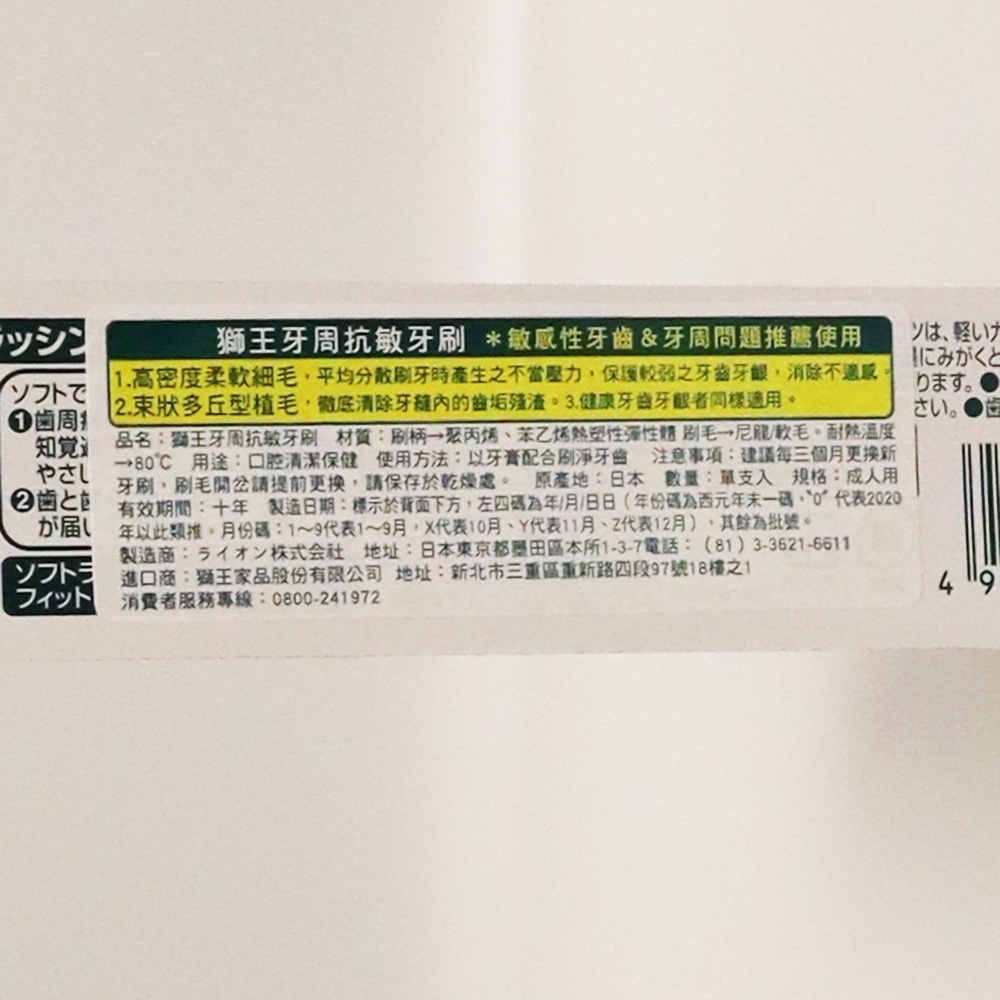 獅王牙周抗敏牙刷 ＊敏感性牙齒＆牙周問題推薦使用
1.高密度柔軟細毛，平均分散刷牙時產生之不當壓力，保護較弱之牙齒牙齦，消除不適感。
2.束狀多丘型植毛，徹底清除牙縫內的齒垢殘渣。3.健康牙齒牙齦者同樣適用。
品名：獅王牙周抗敏牙刷 材質：刷柄→聚丙烯、苯乙烯熱塑性彈性體 刷毛→尼龍/軟毛。耐熱溫度
→80℃ 用途：口腔清潔保健 使用方法：以牙膏配合刷淨牙齒 注意事項：建議每三個月更換新
牙刷，刷毛開岔請提前更換，請保存於乾燥處。 原產地：日本 數量：單支入 規格：成人用
有效期間：十年 製造日期：標示於背面下方，左四碼為年/月/日日（年份碼為西元年末一碼，"0" 代表2020
年以此類推。月份碼：1～9代表1～9月，X代表10月、Y代表11月、Z代表12月），其餘為批號。
製造商：ライオン株式会社 地址：日本東京都墨田區本所1-3-7電話：（81）3-3621-6611
進口商：獅王家品股份有限公司 地址：新北市三重區重新路四段97號18樓之1
消費者服務專線：0800-241972
ラッシン
ソフトで
❶歯周
知覚過
やさし
❷歯と歯
が届い
ソフトラ
フィット
ツは、軽い
にみがくと
ります。●
さい。●歯
4 9